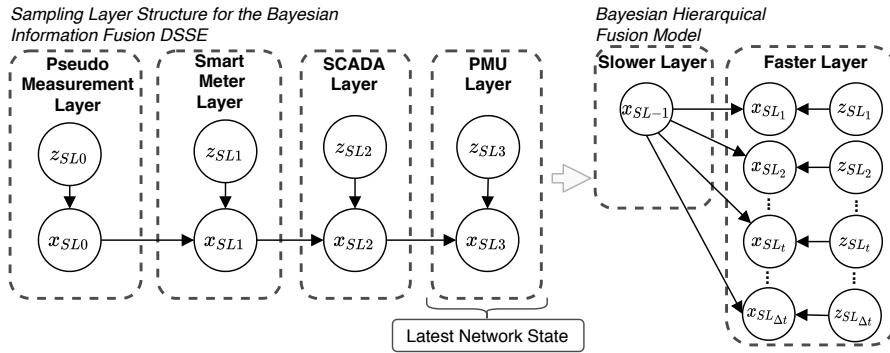 Sampling Layer Structure for the Bayesian
Information Fusion DSSE
Pseudo
Measurement
Layer
z_{SL0}
x_{SL0}
Smart
Meter
Layer
z_{SL1}
x_{SL1}
SCADA
Layer
z_{SL2}
x_{SL2}
PMU
Layer
z_{SL3}
x_{SL3}
Latest Network State
Bayesian Hierarquical
Fusion Model
Slower Layer
x_{SL-1}
Faster Layer
x_{SL_1} z_{SL_1}
x_{SL_2} z_{SL_2}
x_{SL_t} z_{SL_t}
x_{SL_{Δt}} z_{SL_{Δt}}